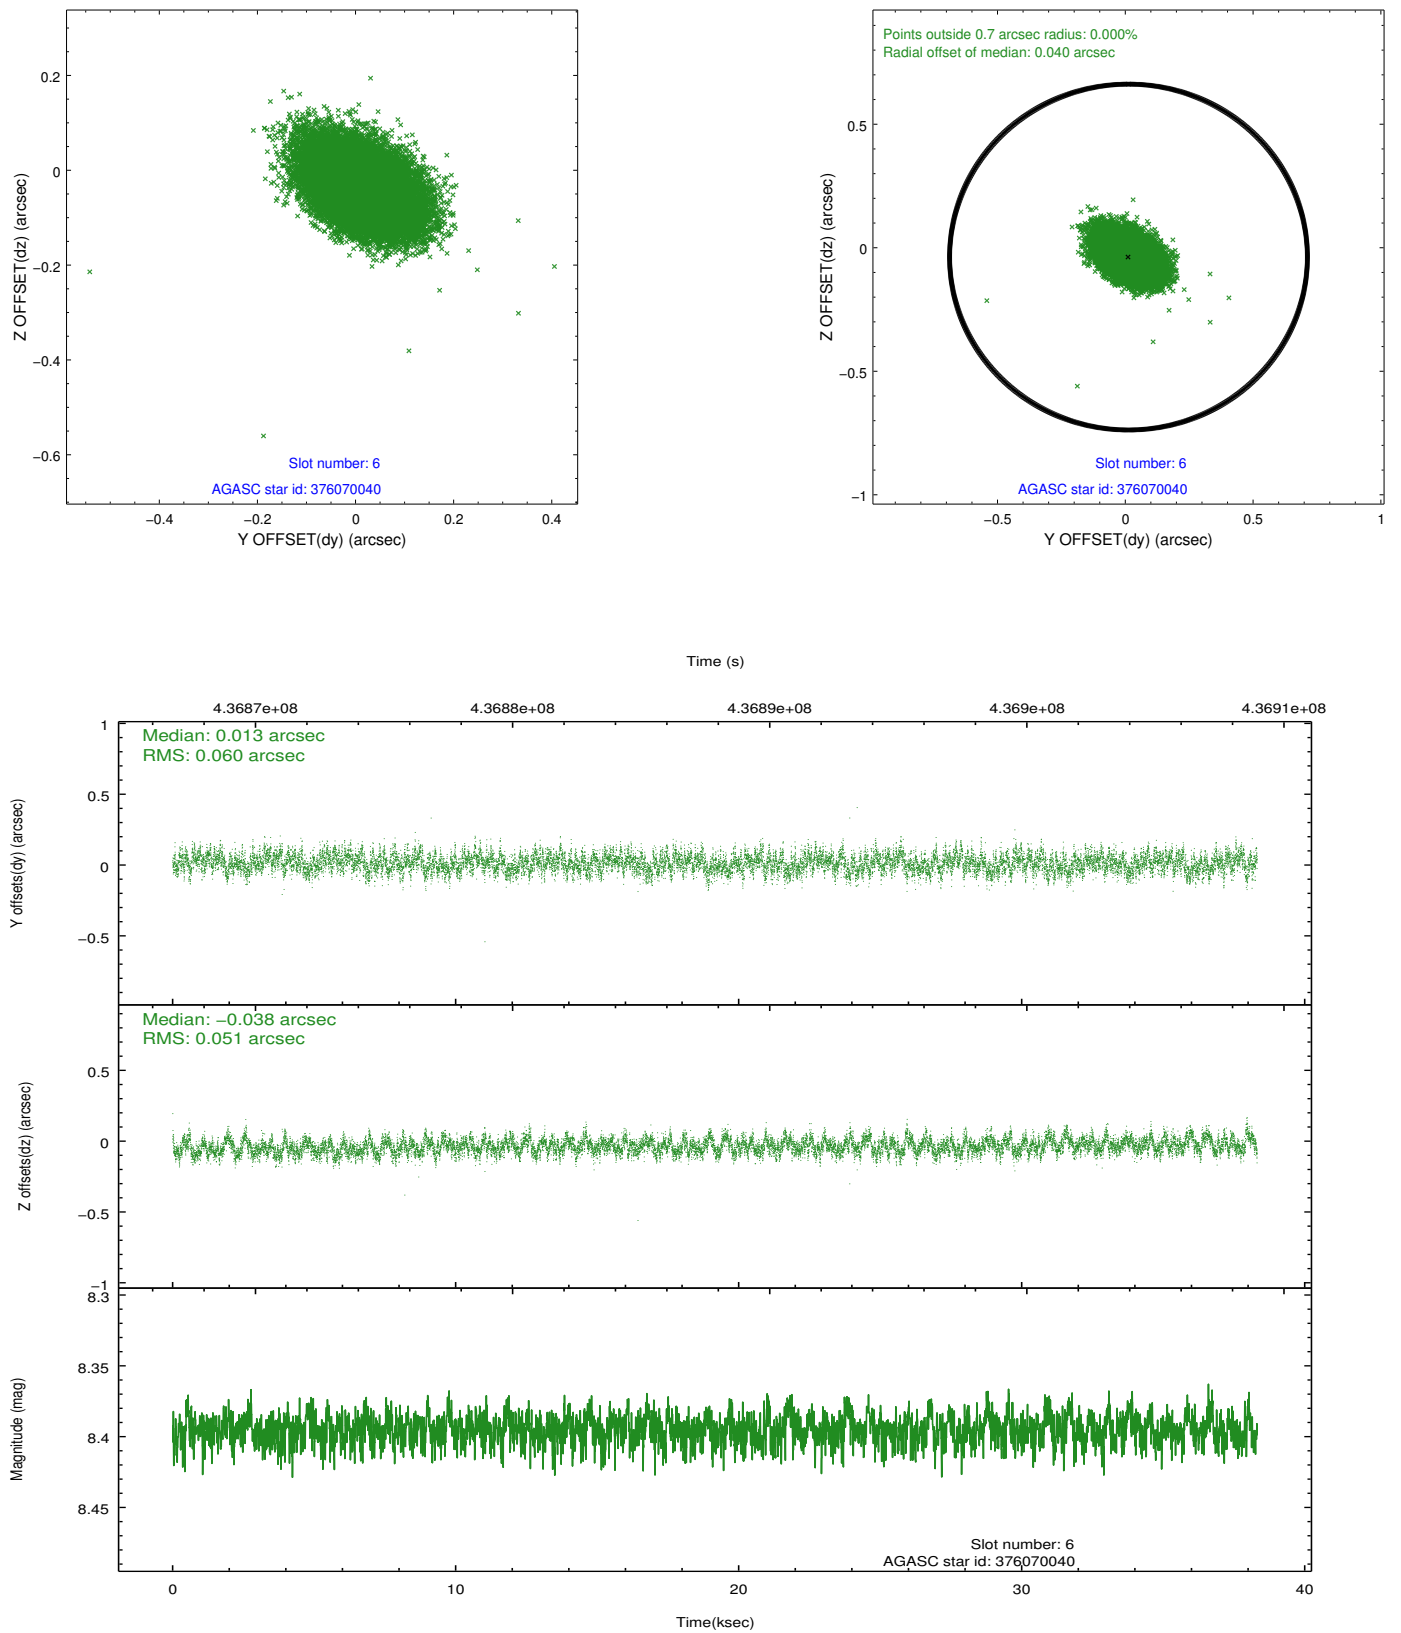 0.2
0
−0.2
−0.4
−0.6
Z OFFSET(dz) (arcsec)
Slot number: 6
AGASC star id: 376070040
−0.4
−0.2
0
0.2
0.4
Y OFFSET(dy) (arcsec)
Points outside 0.7 arcsec radius: 0.000%
Radial offset of median: 0.040 arcsec
0.5
0
−0.5
−1
Z OFFSET(dz) (arcsec)
Slot number: 6
AGASC star id: 376070040
−0.5
0
0.5
1
Y OFFSET(dy) (arcsec)
Time (s)
4.3687e+08
4.3688e+08
4.3689e+08
4.369e+08
4.3691e+08
Median: 0.013 arcsec
RMS: 0.060 arcsec
1
0.5
0
−0.5
Y offsets(dy) (arcsec)
Median: −0.038 arcsec
RMS: 0.051 arcsec
0.5
0
−0.5
−1
Z offsets(dz) (arcsec)
8.3
8.35
8.4
8.45
Magnitude (mag)
Slot number: 6
AGASC star id: 376070040
0
10
20
30
40
Time(ksec)